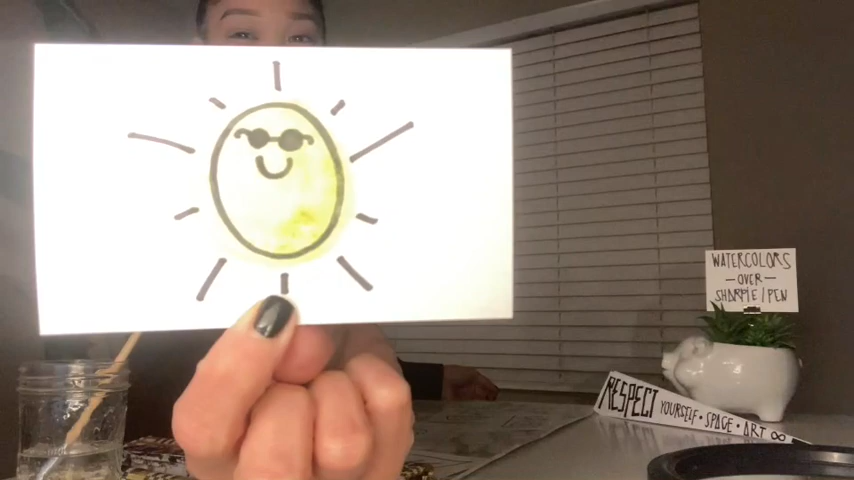 WATERCOLORS
- OVER -
SHARPIE/PEN
RESPECT YOURSELF • SPACE • ART ∞